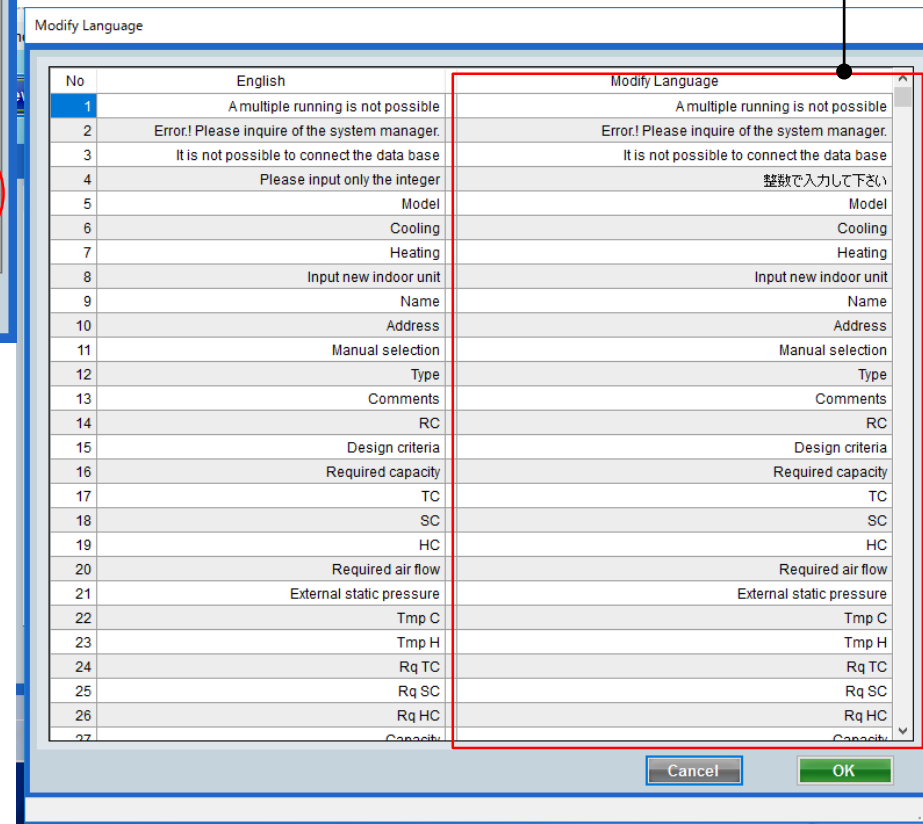 Modify Language
No English Modify Language
1 A multiple running is not possible A multiple running is not possible
2 Error.! Please inquire of the system manager. Error.! Please inquire of the system manager.
3 It is not possible to connect the data base It is not possible to connect the data base
4 Please input only the integer 整数で入力して下さい
5 Model Model
6 Cooling Cooling
7 Heating Heating
8 Input new indoor unit Input new indoor unit
9 Name Name
10 Address Address
11 Manual selection Manual selection
12 Type Type
13 Comments Comments
14 RC RC
15 Design criteria Design criteria
16 Required capacity Required capacity
17 TC TC
18 SC SC
19 HC HC
20 Required air flow Required air flow
21 External static pressure External static pressure
22 Tmp C Tmp C
23 Tmp H Tmp H
24 Rq TC Rq TC
25 Rq SC Rq SC
26 Rq HC Rq HC
27 Capacity Capacity
Cancel OK